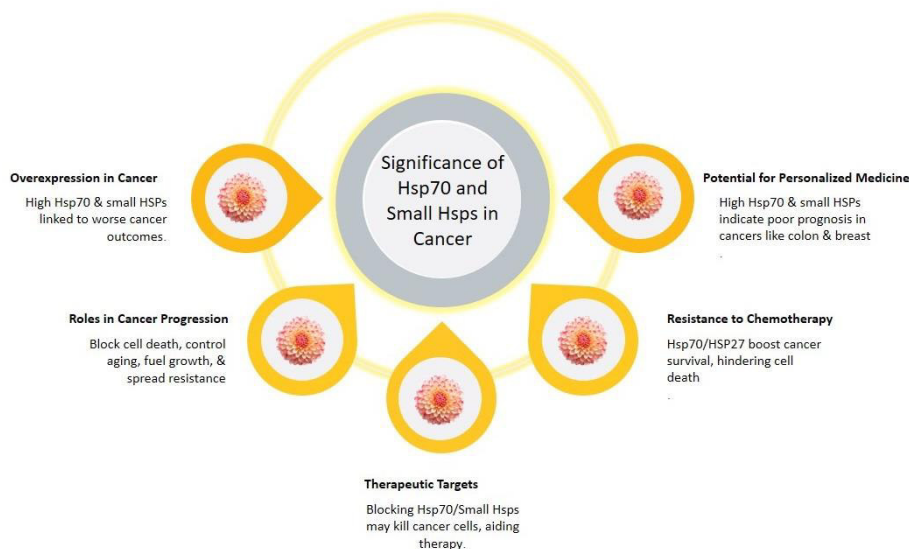 Significance of
Hsp70 and
Small Hsps in
Cancer
Overexpression in Cancer
High Hsp70 & small HSPs
linked to worse cancer
outcomes.
Potential for Personalized Medicine
High Hsp70 & small HSPs
indicate poor prognosis in
cancers like colon & breast
.
Roles in Cancer Progression
Block cell death, control
aging, fuel growth, &
spread resistance
Resistance to Chemotherapy
Hsp70/HSP27 boost cancer
survival, hindering cell
death
.
Therapeutic Targets
Blocking Hsp70/Small Hsps
may kill cancer cells, aiding
therapy.